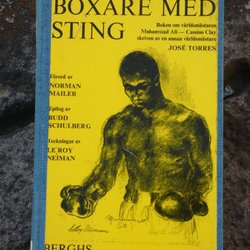 BOXARE MED
STING
Boken om världsmästaren
Muhammad Ali — Cassius Clay
skriven av en annan världsmästare
JOSÉ TORRES
Förord av
NORMAN
MAILER
Epilog av
BUDD
SCHULBERG
Teckningar av
LE ROY
NEIMAN
BERGHS